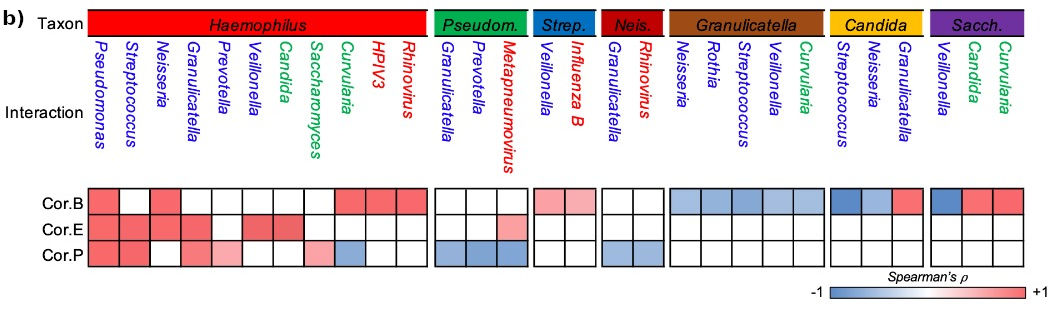 b)
Taxon
Haemophilus
Pseudom.
Strep.
Neis.
Granulicatella
Candida
Sacch.
Interaction
Pseudomonas
Streptococcus
Neisseria
Granulicatella
Prevotella
Veillonella
Candida
Saccharomyces
Curvularia
HPIV3
Rhinovirus
Granulicatella
Prevotella
Metapneumovirus
Veillonella
Influenza B
Granulicatella
Rhinovirus
Neisseria
Rothia
Streptococcus
Veillonella
Curvularia
Streptococcus
Neisseria
Granulicatella
Veillonella
Candida
Curvularia
Cor.B
Cor.E
Cor.P
Spearman's ρ
-1
+1